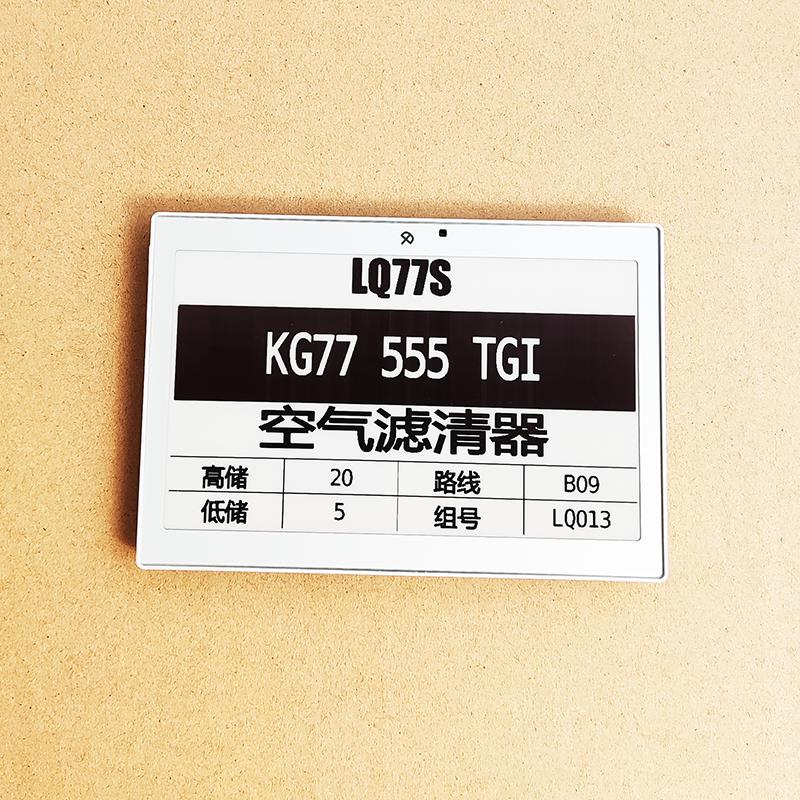 LQ77S
KG77 555 TGI
空气滤清器
高储 20 路线 B09
低储 5 组号 LQ013